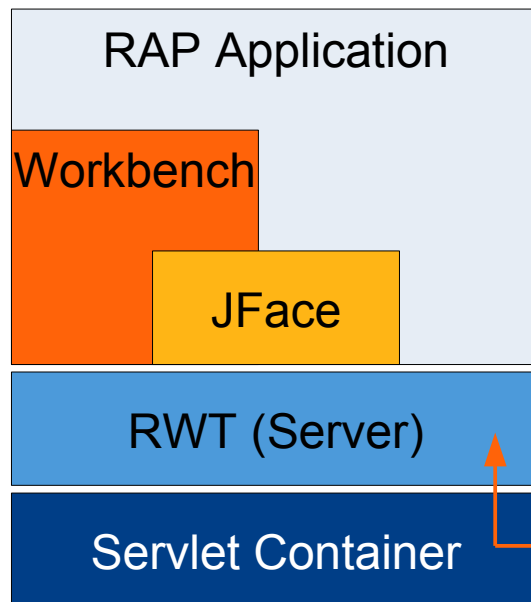 RAP Application
Workbench
JFace
RWT (Server)
Servlet Container